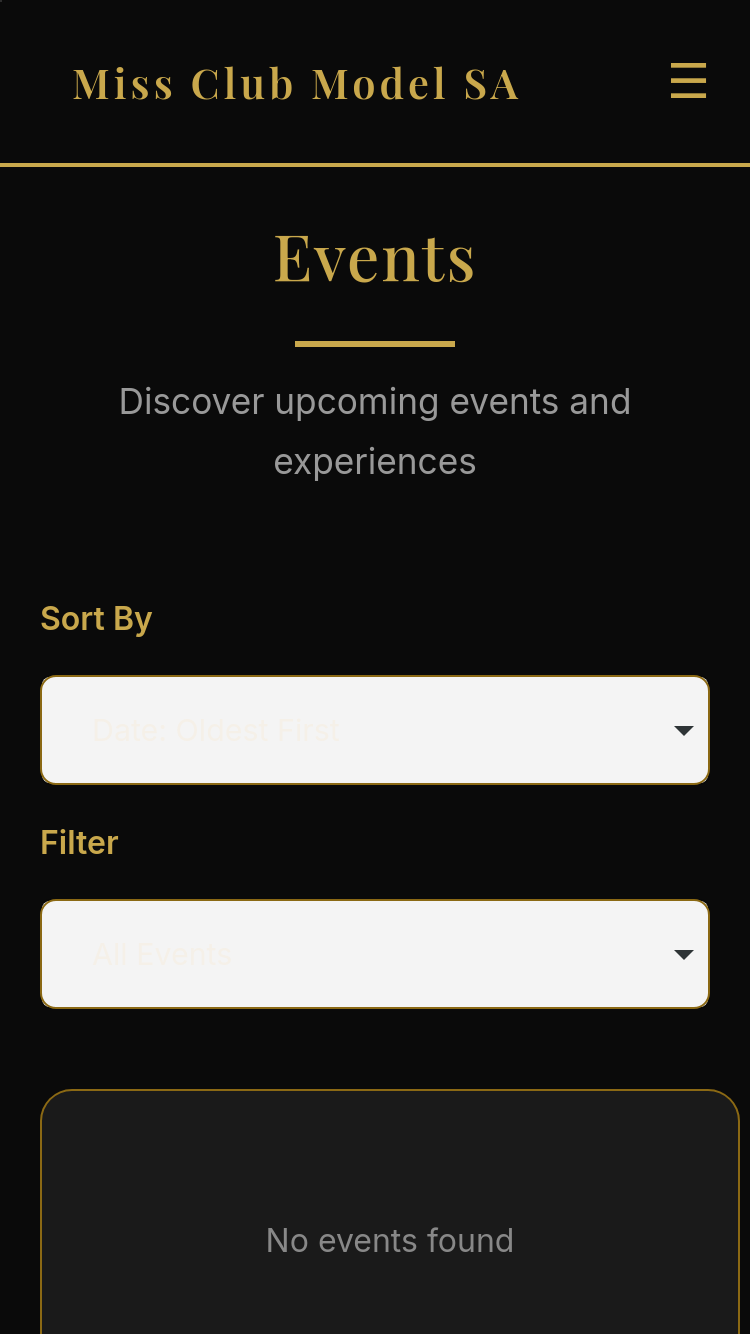 Miss Club Model SA
Events
Discover upcoming events and
experiences
Sort By
Date: Oldest First
Filter
All Events
No events found